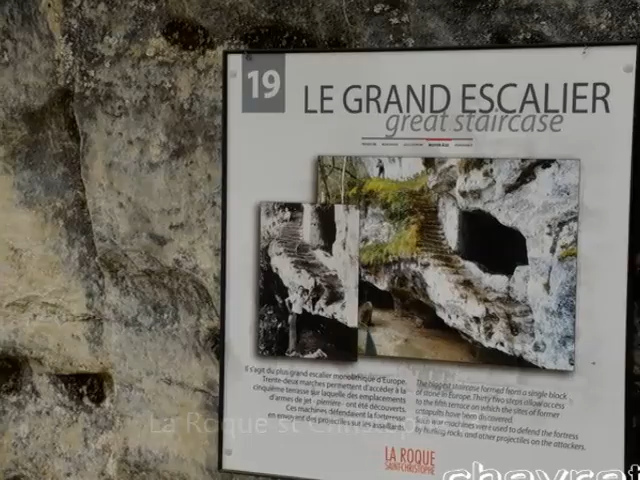 19
LE GRAND ESCALIER
great staircase
Il s'agit du plus grand escalier monolithique d'Europe.
Trente-deux marches permettent d'accéder à la
cinquième terrasse sur laquelle des emplacements
d'armes de jet - pierrière - ont été découverts.
Ces machines défendaient la forteresse
en envoyant des projectiles sur les assaillants.
The biggest staircase formed from a single block
of stone in Europe. Thirty two steps allow access
to the fifth terrace on which the sites of former
catapults have been discovered.
machines were used to defend the fortress
by hurling rocks and other projectiles on the attackers.
La Roque st Christophe
LA ROQUE
SAINT-CHRISTOPHE
chayrat